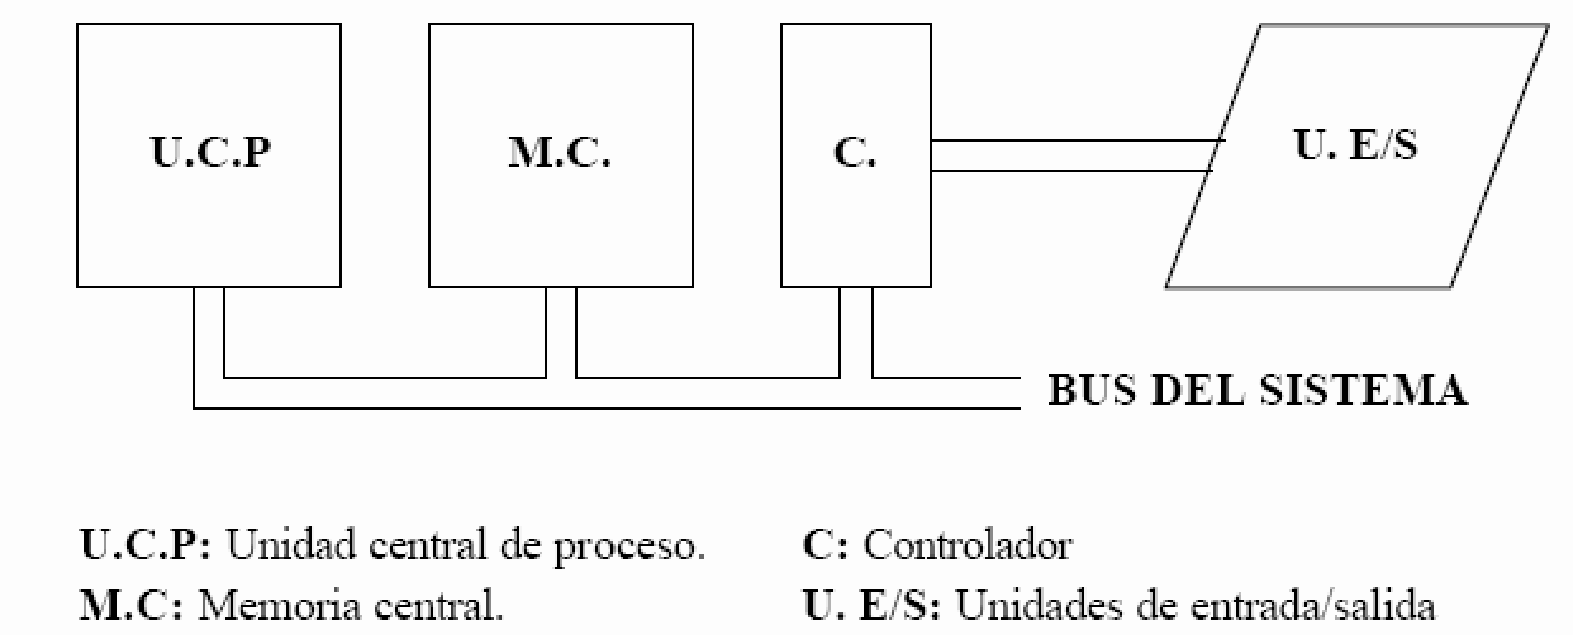 U.C.P
M.C.
C.
U. E/S
BUS DEL SISTEMA
U.C.P: Unidad central de proceso.
C: Controlador
M.C: Memoria central.
U. E/S: Unidades de entrada/salida